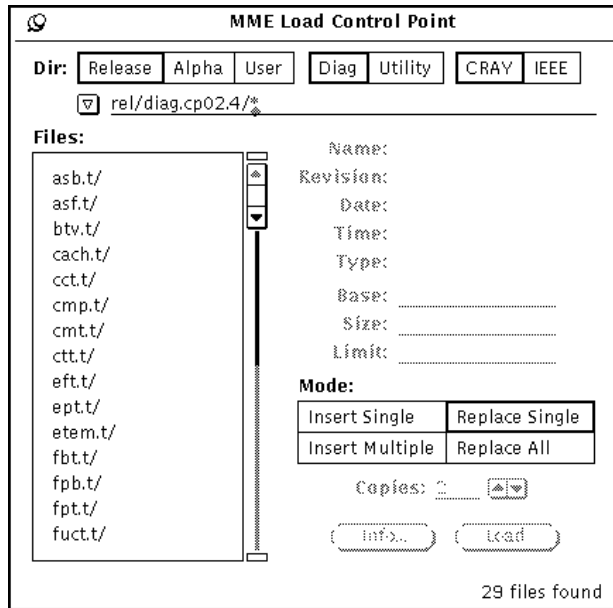 MME Load Control Point
Dir: Release Alpha User Diag Utility CRAY IEEE
rel/diag.cp02.4/*
Files:
asb.t/
asf.t/
btv.t/
cach.t/
cct.t/
cmp.t/
cmt.t/
ctt.t/
eft.t/
ept.t/
etem.t/
fbt.t/
fpb.t/
fpt.t/
fuct.t/
Name:
Revision:
Date:
Time:
Type:
Base:
Size:
Limit:
Mode:
Insert Single Replace Single
Insert Multiple Replace All
Copies: 2
Info... Load
29 files found